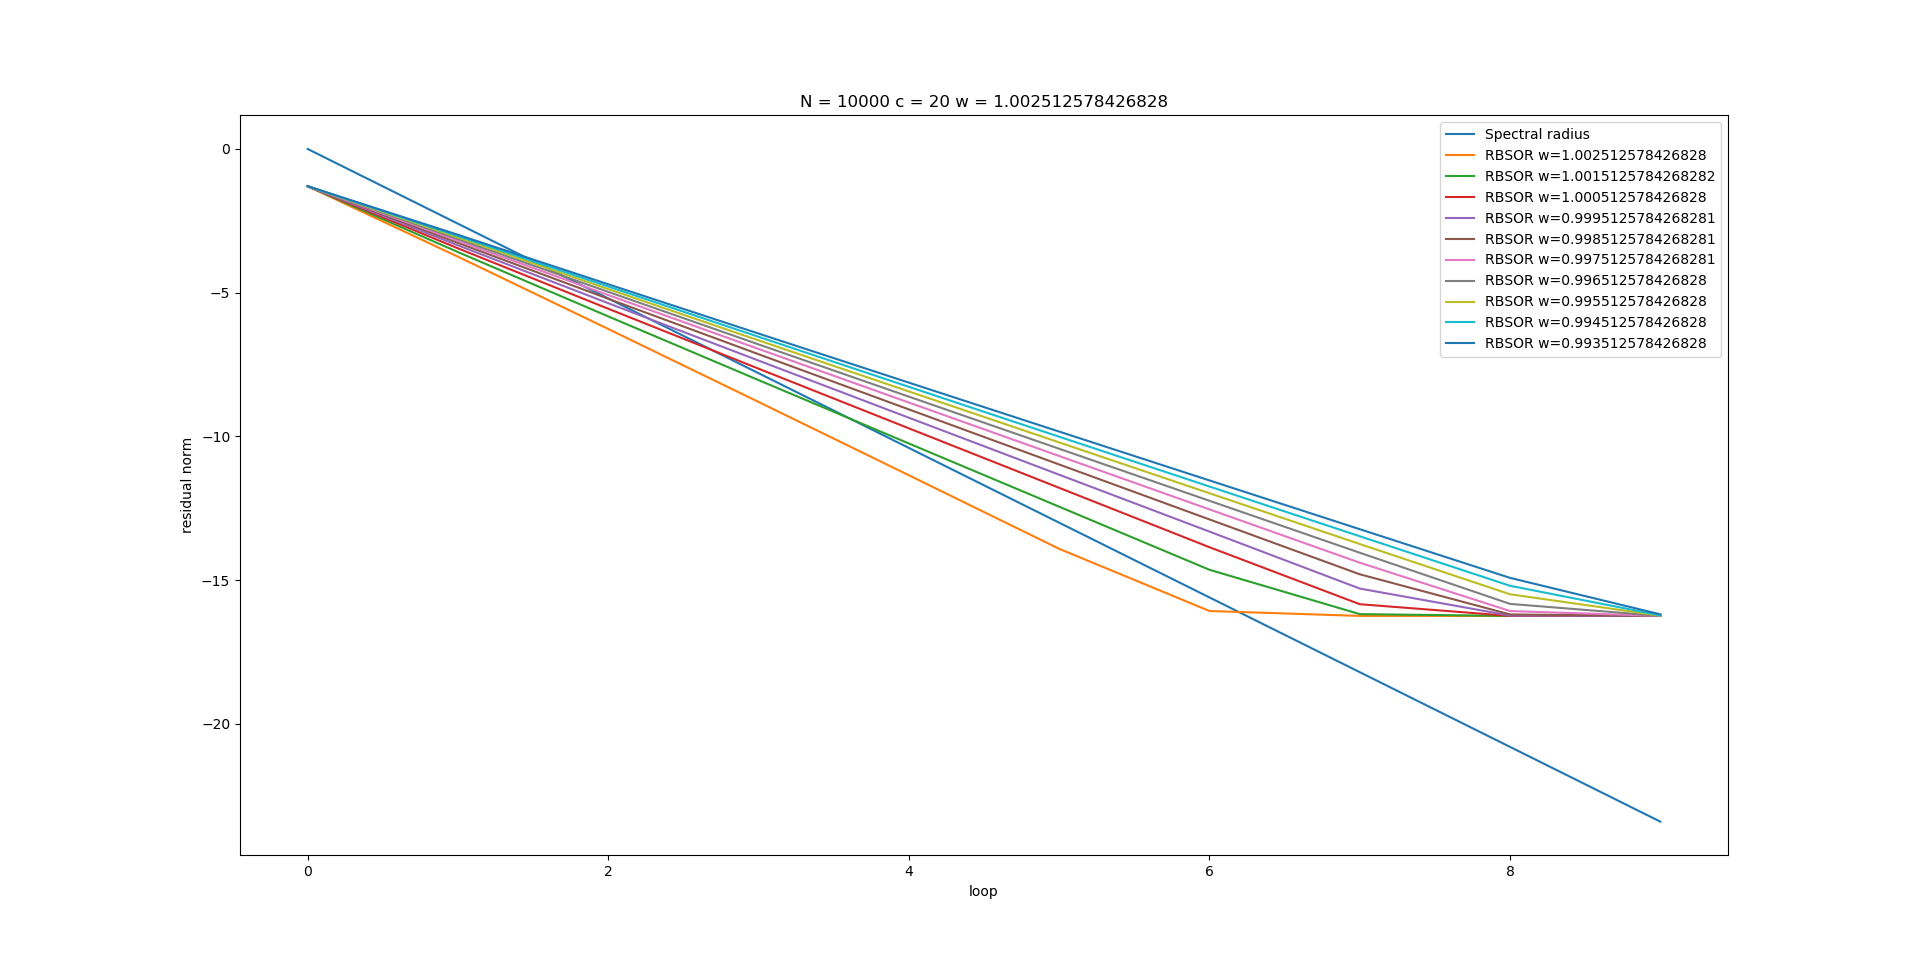 N = 10000 c = 20 w = 1.002512578426828
Spectral radius
RBSOR w=1.002512578426828
RBSOR w=1.0015125784268282
RBSOR w=1.000512578426828
RBSOR w=0.9995125784268281
RBSOR w=0.9985125784268281
RBSOR w=0.9975125784268281
RBSOR w=0.996512578426828
RBSOR w=0.995512578426828
RBSOR w=0.994512578426828
RBSOR w=0.993512578426828
0
−5
−10
−15
−20
residual norm
0 2 4 6 8
loop